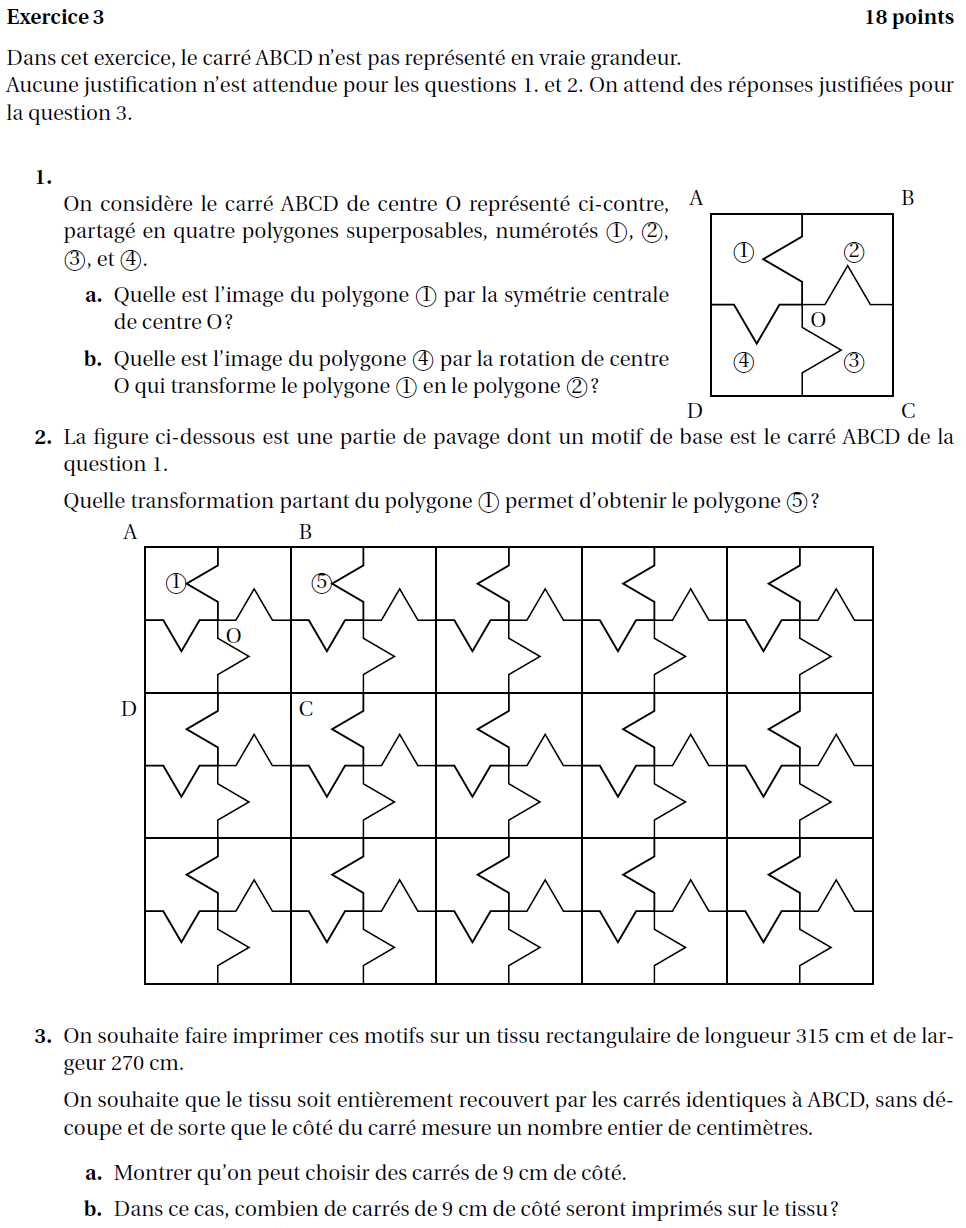 Exercice 3 18 points
Dans cet exercice, le carré ABCD n'est pas représenté en vraie grandeur.
Aucune justification n'est attendue pour les questions 1. et 2. On attend des réponses justifiées pour
la question 3.
1.
On considère le carré ABCD de centre O représenté ci-contre,
partagé en quatre polygones superposables, numérotés ①, ②,
③, et ④.
a. Quelle est l'image du polygone ① par la symétrie centrale
de centre O ?
b. Quelle est l'image du polygone ④ par la rotation de centre
O qui transforme le polygone ① en le polygone ② ?
A B
① ②
O
④ ③
D C
2. La figure ci-dessous est une partie de pavage dont un motif de base est le carré ABCD de la
question 1.
Quelle transformation partant du polygone ① permet d'obtenir le polygone ⑤ ?
A B
① ⑤
O
D C
3. On souhaite faire imprimer ces motifs sur un tissu rectangulaire de longueur 315 cm et de lar-
geur 270 cm.
On souhaite que le tissu soit entièrement recouvert par les carrés identiques à ABCD, sans dé-
coupe et de sorte que le côté du carré mesure un nombre entier de centimètres.
a. Montrer qu'on peut choisir des carrés de 9 cm de côté.
b. Dans ce cas, combien de carrés de 9 cm de côté seront imprimés sur le tissu ?